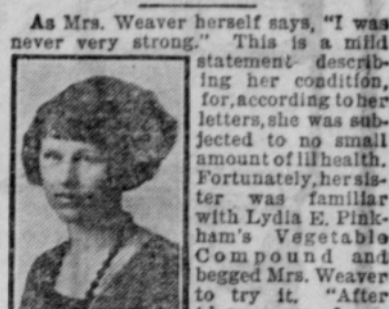 As Mrs. Weaver herself says, "I was
never very strong." This is a mild
statement describ-
ing her condition,
for, according to her
letters, she was sub-
jected to no small
amount of ill health.
Fortunately, her sis-
ter was familiar
with Lydia E. Pink-
ham's Vegetable
Compound and
begged Mrs. Weaver
to try it. "After